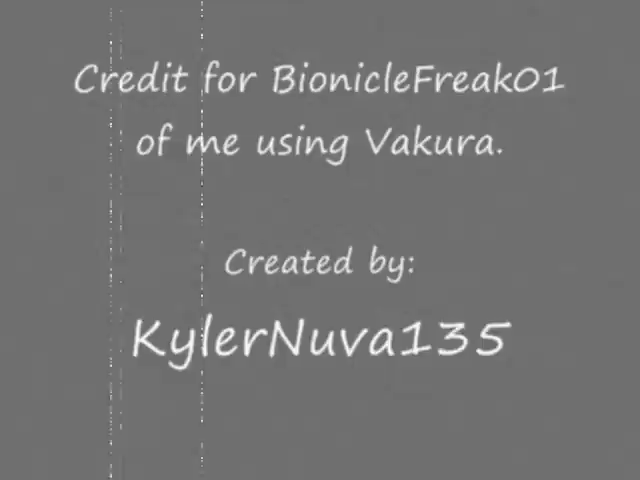 Credit for BionicleFreak01
of me using Vakura.
Created by:
KylerNuva135